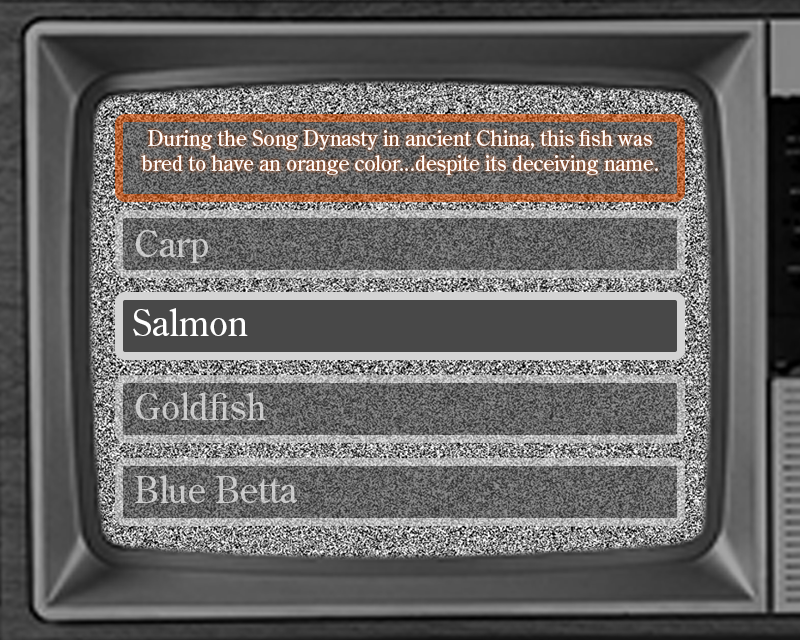 During the Song Dynasty in ancient China, this fish was
bred to have an orange color...despite its deceiving name.
Carp
Salmon
Goldfish
Blue Betta